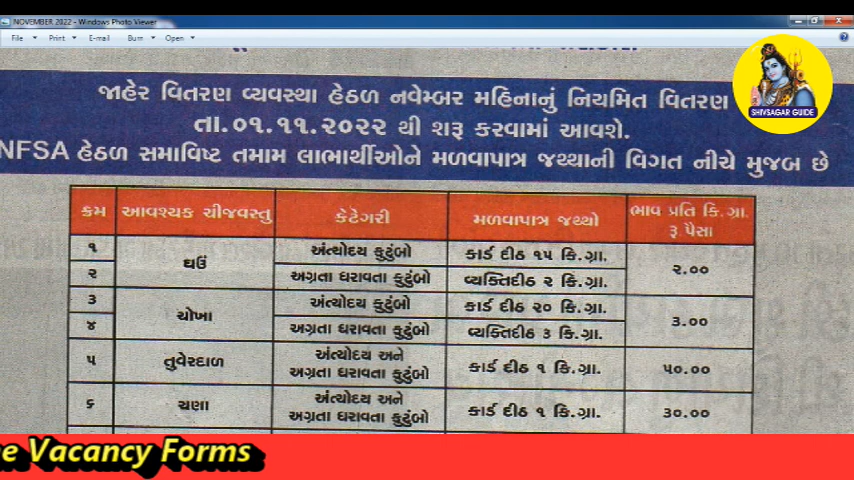 NOVEMBER 2022 - Windows Photo Viewer
File Print E-mail Burn Open
જાહેર વિતરણ વ્યવસ્થા હેઠળ નવેમ્બર મહિનાનું નિયમિત વિતરણ
તા.૦૧.૧૧.૨૦૨૨ થી શરૂ કરવામાં આવશે.
NFSA હેઠળ સમાવિષ્ટ તમામ લાભાર્થીઓને મળવાપાત્ર જથ્થાની વિગત નીચે મુજબ છે
SHIVSAGAR GUIDE
ક્રમ આવશ્યક ચીજવસ્તુ કેટેગરી મળવાપાત્ર જથ્થો ભાવ પ્રતિ કિ.ગ્રા.
રૂ પૈસા
૧ ઘઉં અંત્યોદય કુટુંબો કાર્ડ દીઠ ૧૫ કિ.ગ્રા. ૨.૦૦
૨ અગ્રતા ધરાવતા કુટુંબો વ્યક્તિદીઠ ૨ કિ.ગ્રા.
૩ ચોખા અંત્યોદય કુટુંબો કાર્ડ દીઠ ૨૦ કિ.ગ્રા. ૩.૦૦
૪ અગ્રતા ધરાવતા કુટુંબો વ્યક્તિદીઠ ૩ કિ.ગ્રા.
૫ તુવેરદાળ અંત્યોદય અને
અગ્રતા ધરાવતા કુટુંબો કાર્ડ દીઠ ૧ કિ.ગ્રા. ૫૦.૦૦
૬ ચણા અંત્યોદય અને
અગ્રતા ધરાવતા કુટુંબો કાર્ડ દીઠ ૧ કિ.ગ્રા. ૩૦.૦૦
e Vacancy Forms